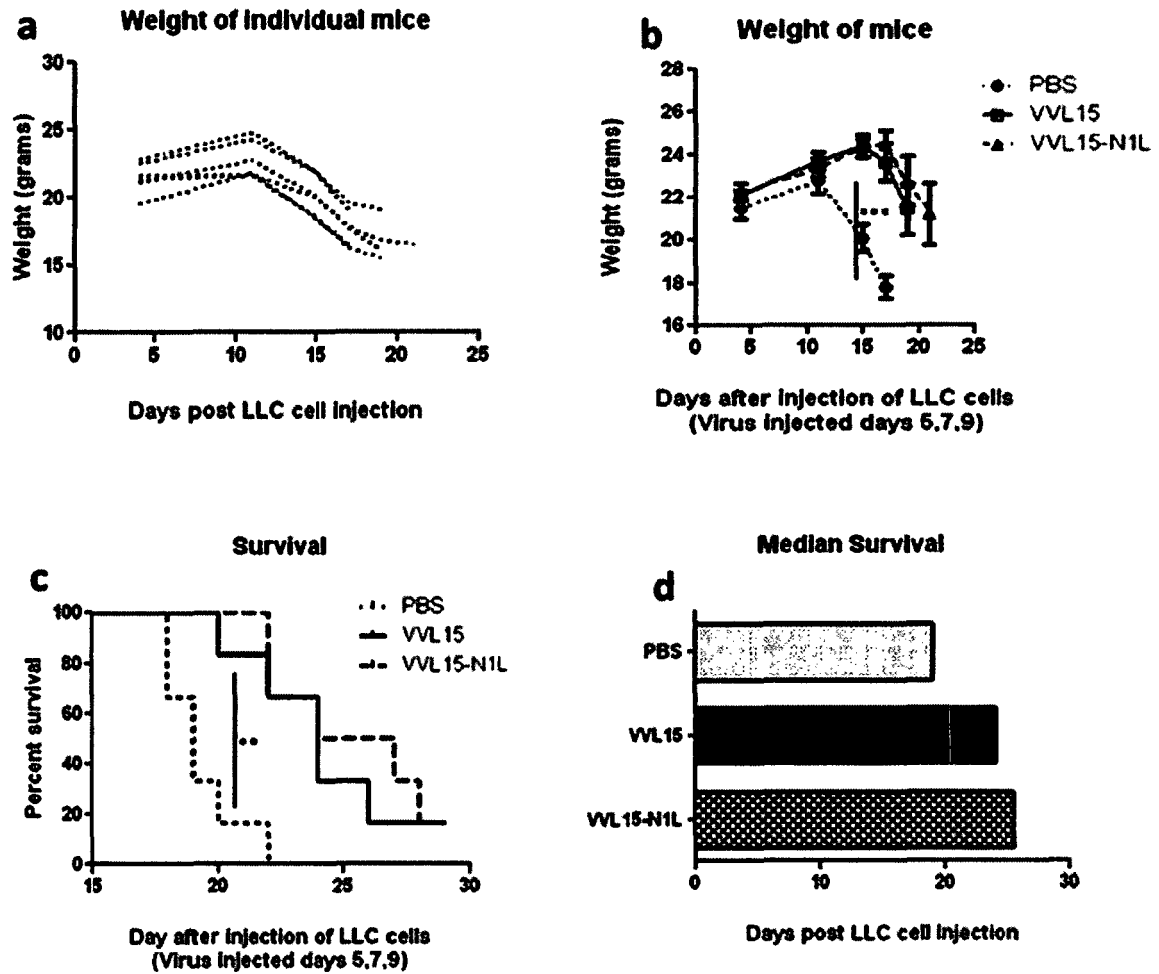 a
Weight of individual mice
30
25
20
15
10
0 5 10 15 20 25
Weight (grams)
Days post LLC cell injection
b
Weight of mice
28
26
24
22
20
18
16
0 5 10 15 20 25
Weight (grams)
PBS
VVL15
VVL15-N1L
Days after injection of LLC cells
(Virus injected days 5,7,9)
***
Survival
c
100
80
60
40
20
0
15 20 25 30
Percent survival
PBS
VVL15
VVL15-N1L
**
Day after injection of LLC cells
(Virus injected days 5,7,9)
Median Survival
d
PBS
VVL15
VVL15-N1L
0 10 20 30
Days post LLC cell injection